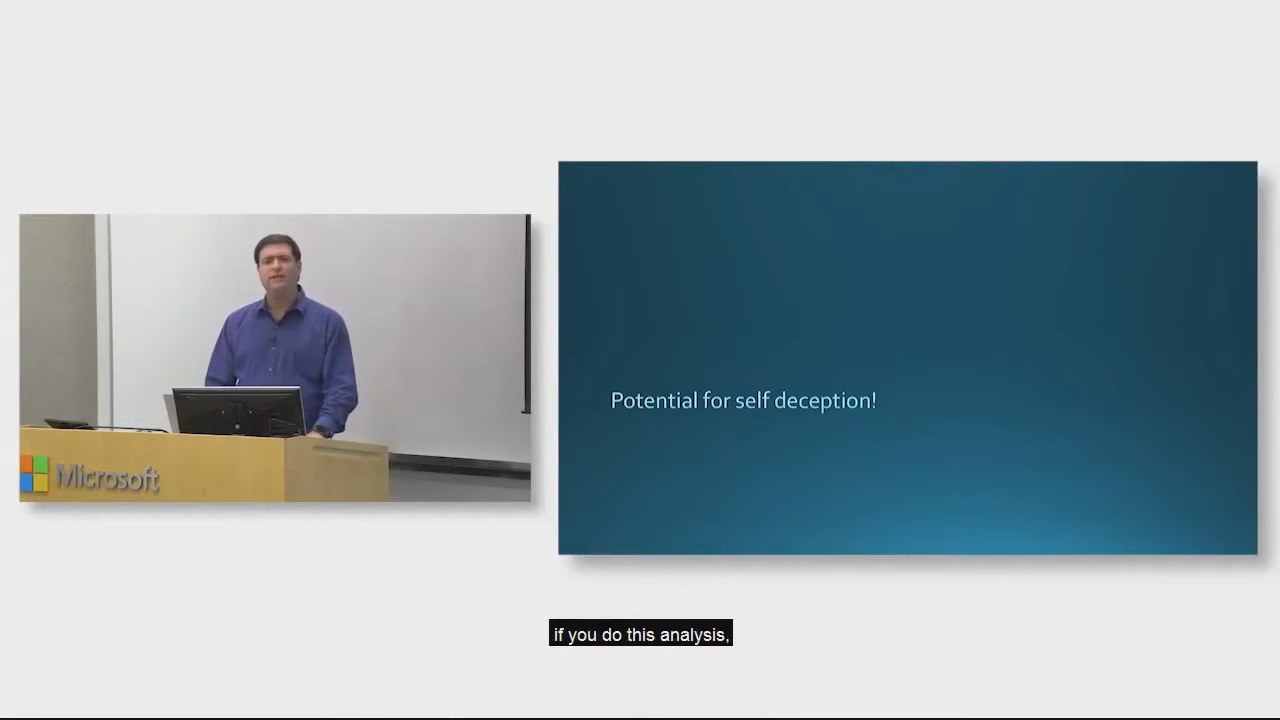 Microsoft
Potential for self deception!
if you do this analysis,